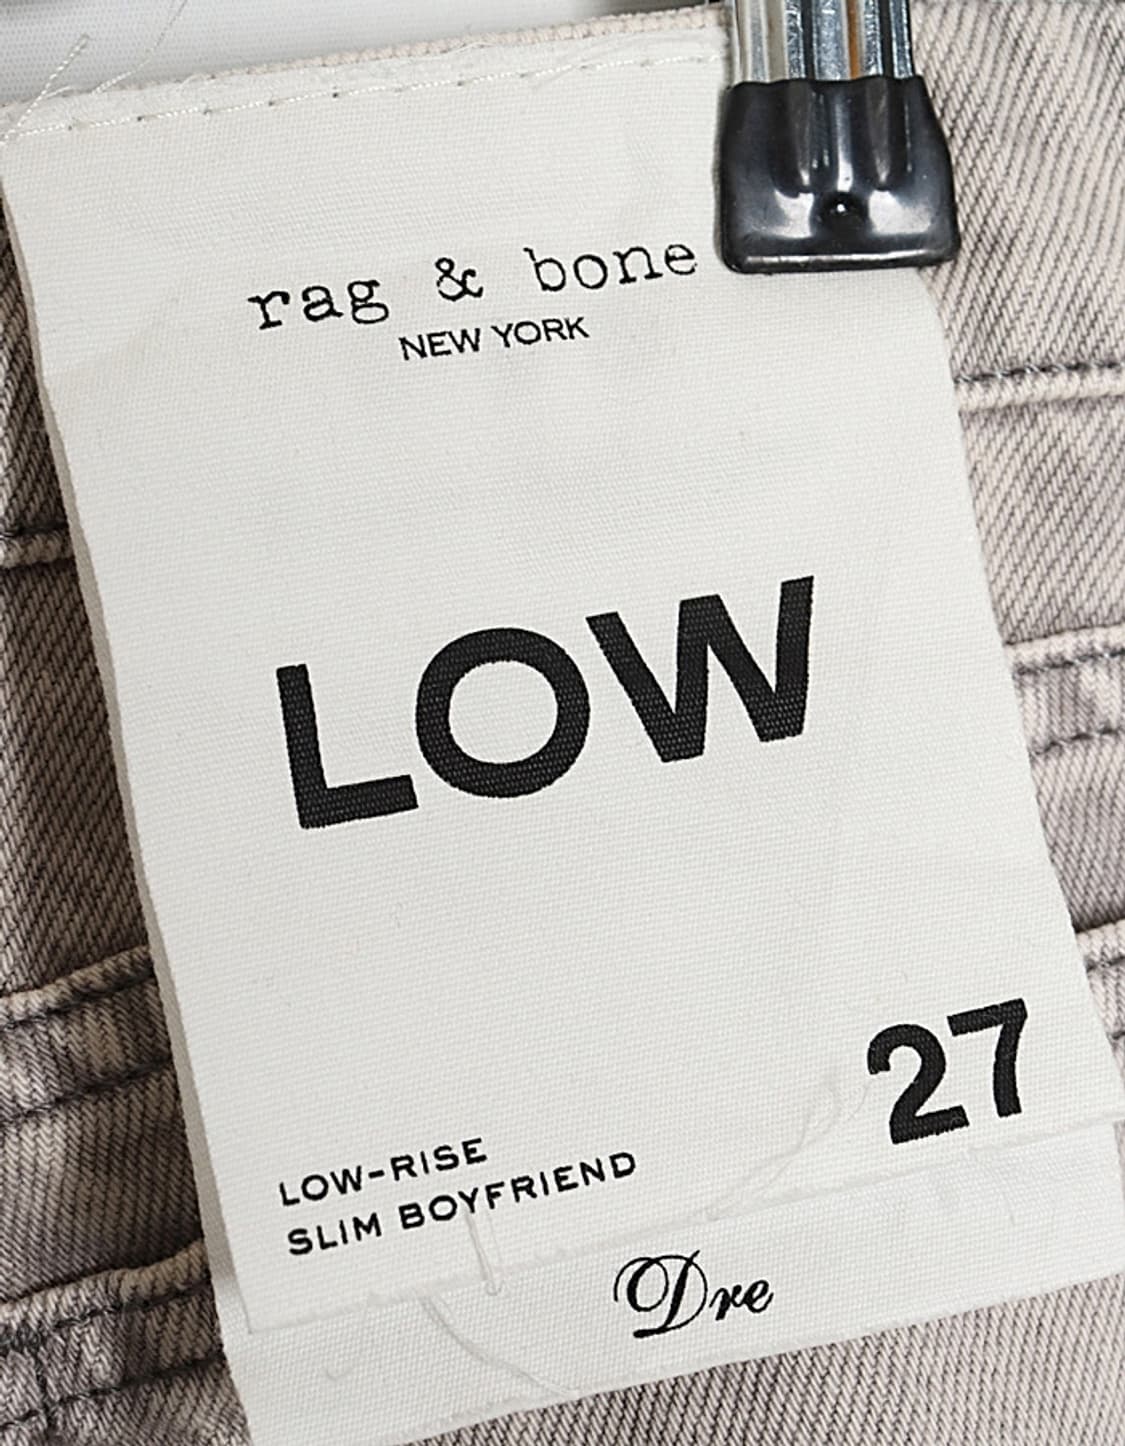 rag & bone
NEW YORK
LOW
27
LOW-RISE
SLIM BOYFRIEND
Dre